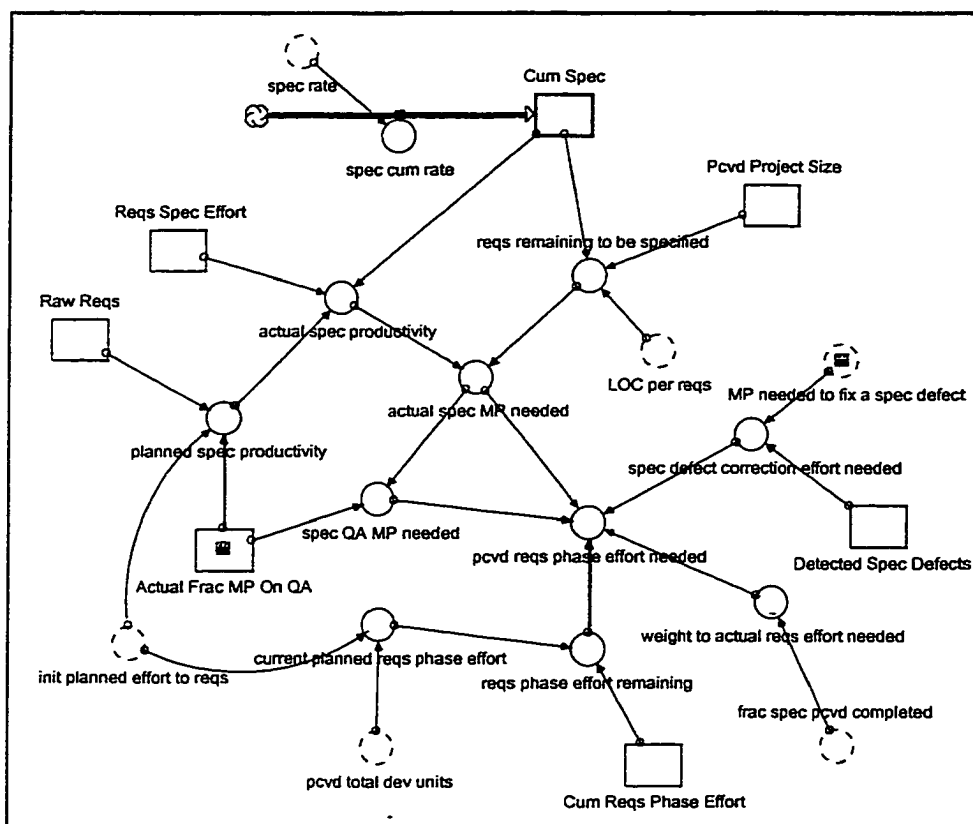 Cum Spec
spec rate
spec cum rate
Pcvd Project Size
Reqs Spec Effort
reqs remaining to be specified
Raw Reqs
actual spec productivity
LOC per reqs
MP needed to fix a spec defect
actual spec MP needed
planned spec productivity
spec defect correction effort needed
spec QA MP needed
pcvd reqs phase effort needed
Detected Spec Defects
Actual Frac MP On QA
weight to actual reqs effort needed
current planned reqs phase effort
init planned effort to reqs
reqs phase effort remaining
frac spec pcvd completed
pcvd total dev units
Cum Reqs Phase Effort